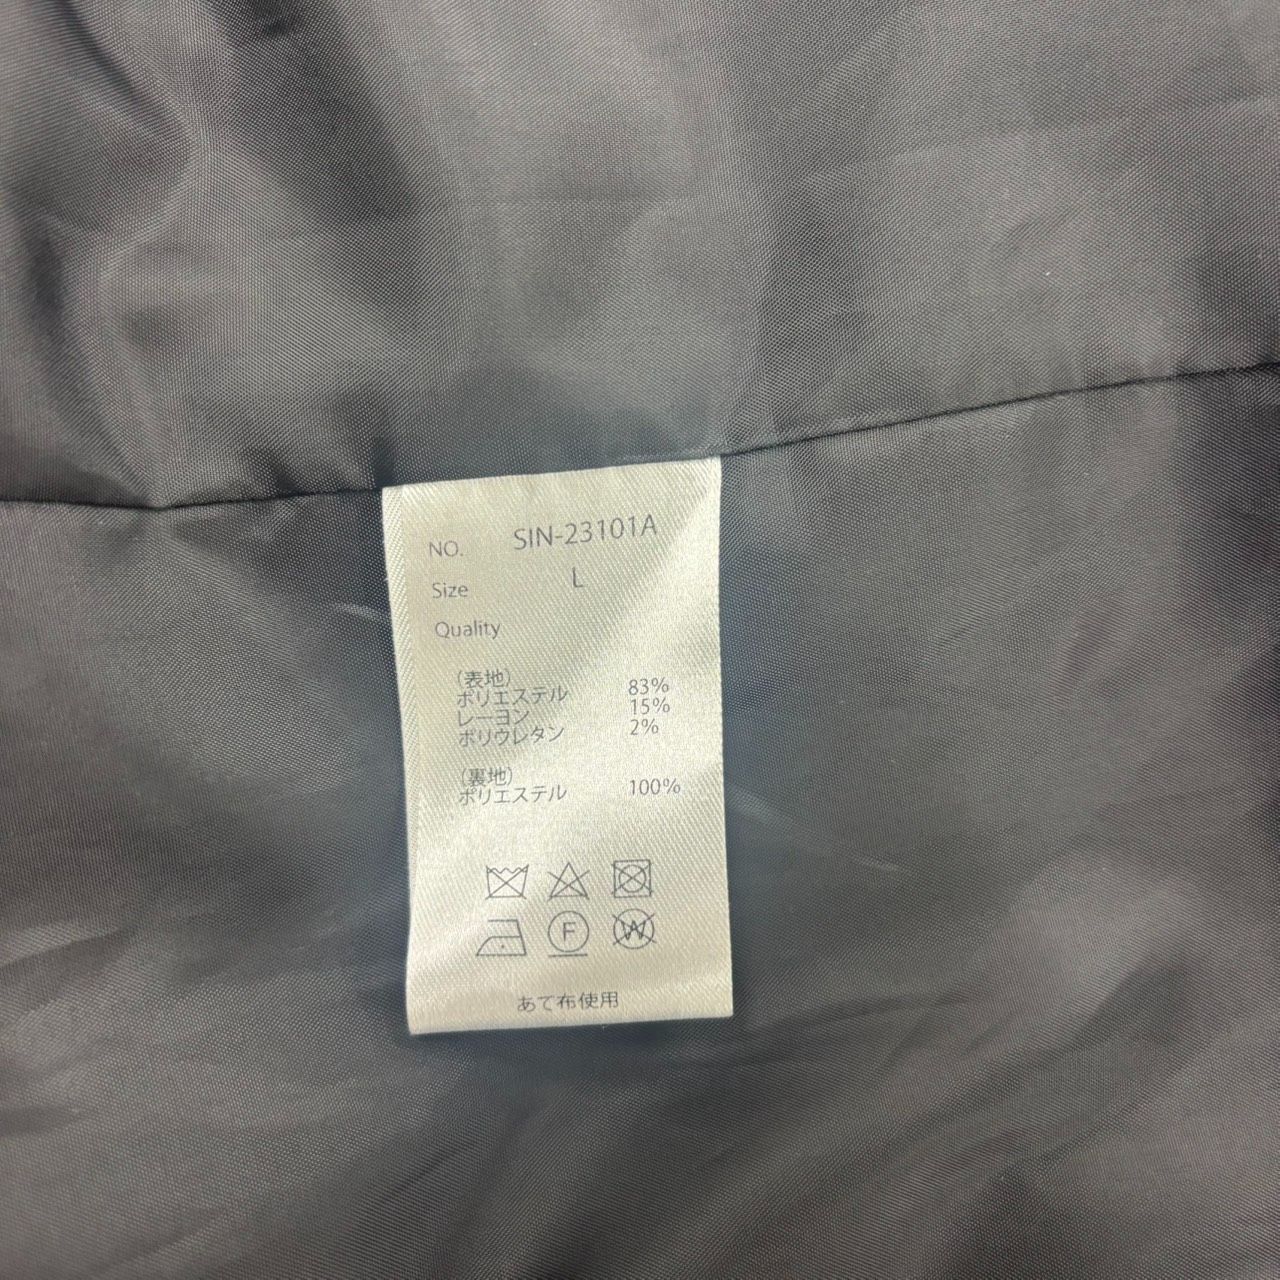 NO. SIN-23101A
Size L
Quality
(表地)
ポリエステル 83%
レーヨン 15%
ポリウレタン 2%
(裏地)
ポリエステル 100%
F W
あて布使用